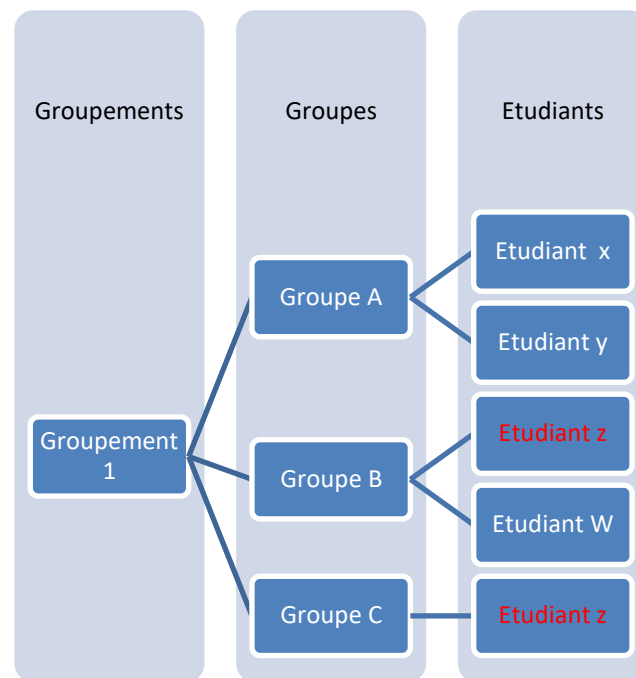 Groupements
Groupes
Etudiants
Etudiant  x
Groupe A
Etudiant y
Etudiant z
Groupement
1
Groupe B
Etudiant W
Groupe C
Etudiant z